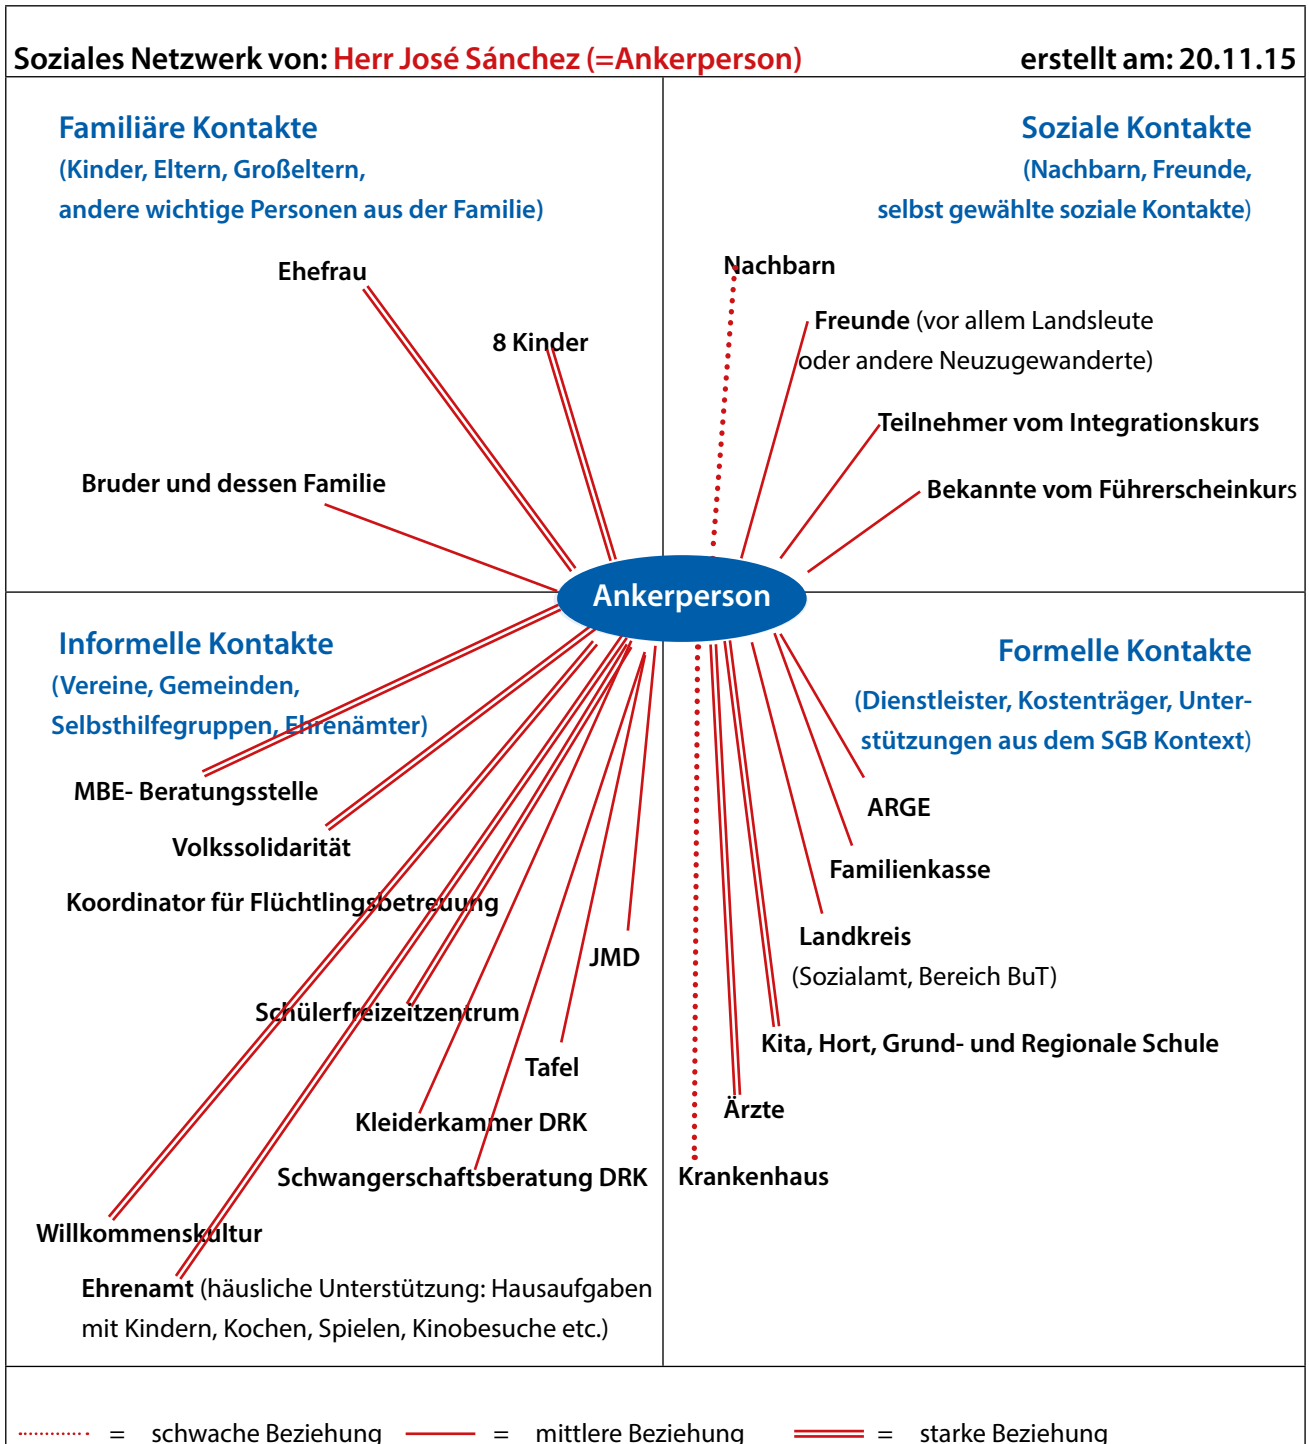 Soziales Netzwerk von: Herr José Sánchez (=Ankerperson) erstellt am: 20.11.15
Familiäre Kontakte
(Kinder, Eltern, Großeltern,
andere wichtige Personen aus der Familie)
Ehefrau
8 Kinder
Bruder und dessen Familie
Soziale Kontakte
(Nachbarn, Freunde,
selbst gewählte soziale Kontakte)
Nachbarn
Freunde (vor allem Landsleute
oder andere Neuzugewanderte)
Teilnehmer vom Integrationskurs
Bekannte vom Führerscheinkurs
Ankerperson
Informelle Kontakte
(Vereine, Gemeinden,
Selbsthilfegruppen, Ehrenämter)
MBE- Beratungsstelle
Volkssolidarität
Koordinator für Flüchtlingsbetreuung
JMD
Schülerfreizeitzentrum
Tafel
Kleiderkammer DRK
Schwangerschaftsberatung DRK
Willkommenskultur
Ehrenamt (häusliche Unterstützung: Hausaufgaben
mit Kindern, Kochen, Spielen, Kinobesuche etc.)
Formelle Kontakte
(Dienstleister, Kostenträger, Unter-
stützungen aus dem SGB Kontext)
ARGE
Familienkasse
Landkreis
(Sozialamt, Bereich BuT)
Kita, Hort, Grund- und Regionale Schule
Ärzte
Krankenhaus
= schwache Beziehung = mittlere Beziehung = starke Beziehung